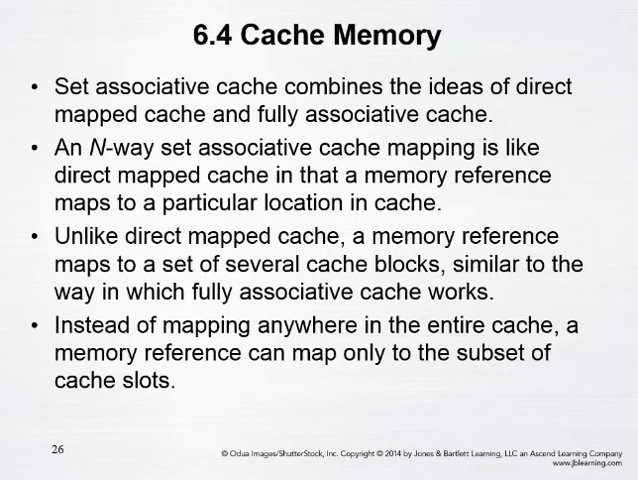 6.4 Cache Memory
• Set associative cache combines the ideas of direct
mapped cache and fully associative cache.
• An N-way set associative cache mapping is like
direct mapped cache in that a memory reference
maps to a particular location in cache.
• Unlike direct mapped cache, a memory reference
maps to a set of several cache blocks, similar to the
way in which fully associative cache works.
• Instead of mapping anywhere in the entire cache, a
memory reference can map only to the subset of
cache slots.
26
© Odua Images/ShutterStock, Inc. Copyright © 2014 by Jones & Bartlett Learning, LLC an Ascend Learning Company
www.jblearning.com